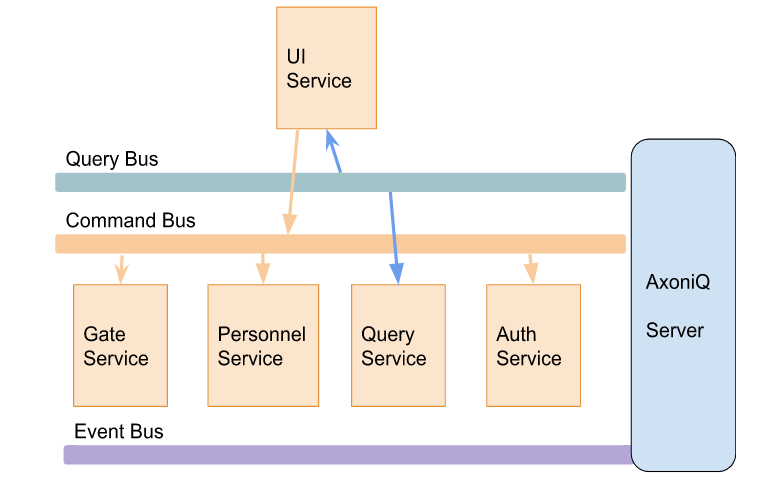 UI
Service
Query Bus
Command Bus
AxoniQ
Server
Gate
Service
Personnel
Service
Query
Service
Auth
Service
Event Bus